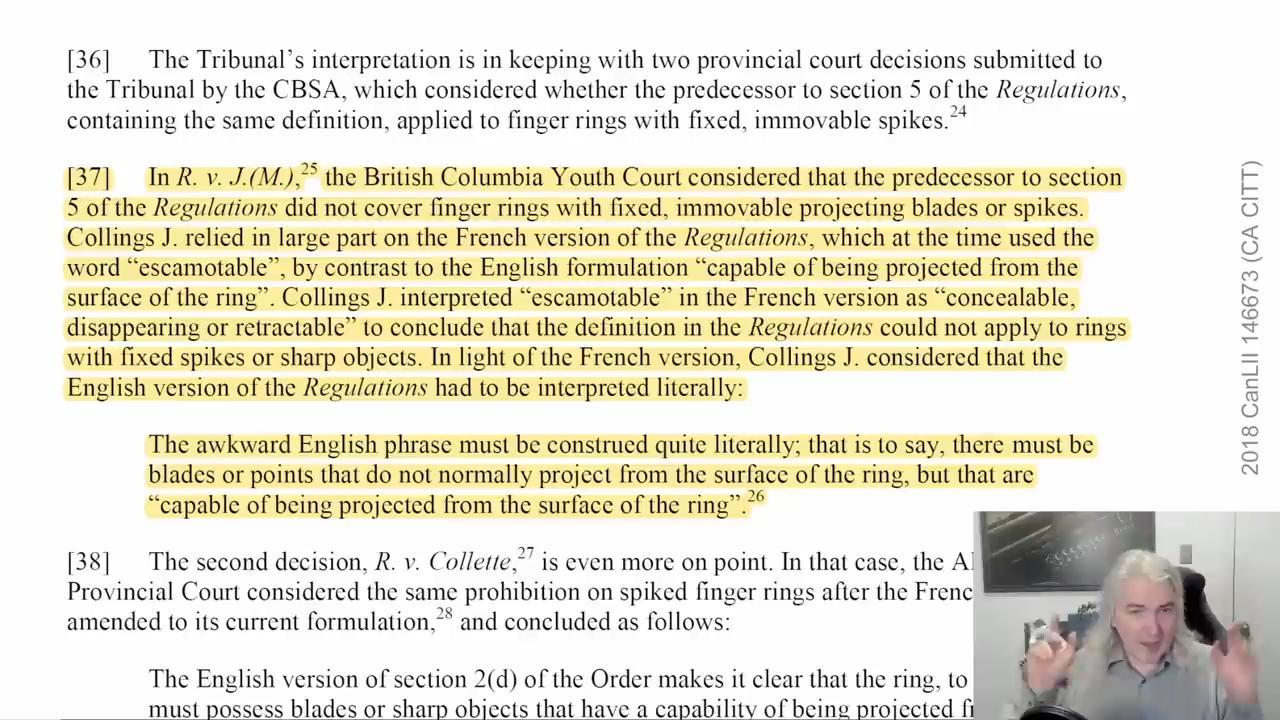 [36] The Tribunal's interpretation is in keeping with two provincial court decisions submitted to
the Tribunal by the CBSA, which considered whether the predecessor to section 5 of the Regulations,
containing the same definition, applied to finger rings with fixed, immovable spikes.24
[37] In R. v. J.(M.),25 the British Columbia Youth Court considered that the predecessor to section
5 of the Regulations did not cover finger rings with fixed, immovable projecting blades or spikes.
Collings J. relied in large part on the French version of the Regulations, which at the time used the
word “escamotable”, by contrast to the English formulation “capable of being projected from the
surface of the ring”. Collings J. interpreted “escamotable” in the French version as “concealable,
disappearing or retractable” to conclude that the definition in the Regulations could not apply to rings
with fixed spikes or sharp objects. In light of the French version, Collings J. considered that the
English version of the Regulations had to be interpreted literally:
The awkward English phrase must be construed quite literally; that is to say, there must be
blades or points that do not normally project from the surface of the ring, but that are
“capable of being projected from the surface of the ring”.26
[38] The second decision, R. v. Collette,27 is even more on point. In that case, the
Provincial Court considered the same prohibition on spiked finger rings after the
amended to its current formulation,28 and concluded as follows:
The English version of section 2(d) of the Order makes it clear that the ring, to
must possess blades or sharp objects that have a capability of being projected
2018 CanLII 146673 (CA CITT)